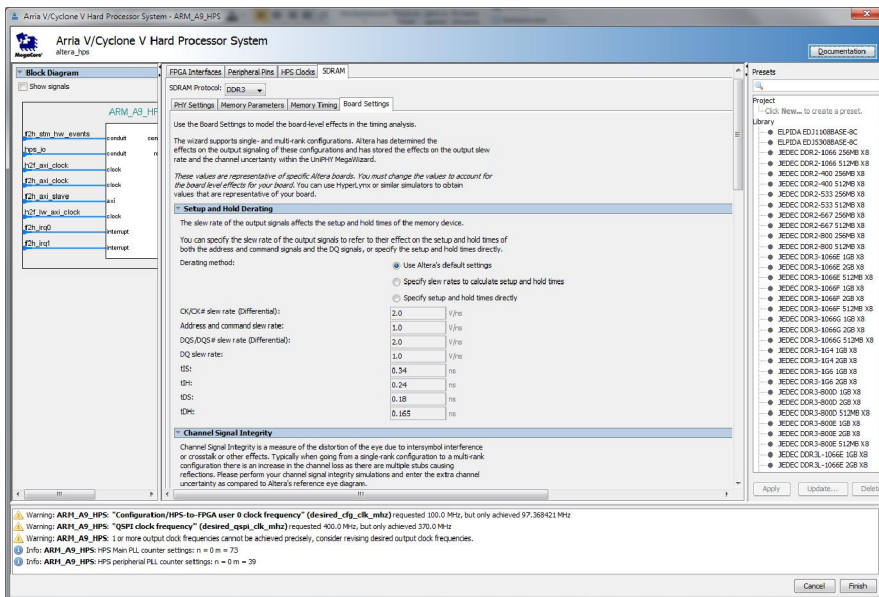 Arria V/Cyclone V Hard Processor System - ARM_A9_HPS
Arria V/Cyclone V Hard Processor System
altera_hps
MegaCore
Documentation
Block Diagram
Show signals
ARM_A9_HP
f2h_stm_hw_events
conduit
con
hps_io
conduit
h2f_axi_clock
clock
f2h_axi_clock
clock
f2h_axi_slave
axi
h2f_lw_axi_clock
clock
f2h_irq0
interrupt
f2h_irq1
interrupt
FPGA Interfaces Peripheral Pins HPS Clocks SDRAM
SDRAM Protocol: DDR3
PHY Settings Memory Parameters Memory Timing Board Settings
Use the Board Settings to model the board-level effects in the timing analysis.
The wizard supports single- and multi-rank configurations. Altera has determined the
effects on the output signaling of these configurations and has stored the effects on the output slew
rate and the channel uncertainty within the UniPHY MegaWizard.
These values are representative of specific Altera boards. You must change the values to account for
the board level effects for your board. You can use HyperLynx or similar simulators to obtain
values that are representative of your board.
Setup and Hold Derating
The slew rate of the output signals affects the setup and hold times of the memory device.
You can specify the slew rate of the output signals to refer to their effect on the setup and hold times of
both the address and command signals and the DQ signals, or specify the setup and hold times directly.
Derating method:
Use Altera's default settings
Specify slew rates to calculate setup and hold times
Specify setup and hold times directly
CK/CK# slew rate (Differential): 2.0 V/ns
Address and command slew rate: 1.0 V/ns
DQS/DQS# slew rate (Differential): 2.0 V/ns
DQ slew rate: 1.0 V/ns
tIS: 0.34 ns
tIH: 0.24 ns
tDS: 0.18 ns
tDH: 0.165 ns
Channel Signal Integrity
Channel Signal Integrity is a measure of the distortion of the eye due to intersymbol interference
or crosstalk or other effects. Typically when going from a single-rank configuration to a multi-rank
configuration there is an increase in the channel loss as there are multiple stubs causing
reflections. Please perform your channel signal integrity simulations and enter the extra channel
uncertainty as compared to Altera's reference eye diagram.
Presets
Project
Click New... to create a preset.
Library
ELPIDA EDJ1108BASE-8C
ELPIDA EDJ5308BASE-8C
JEDEC DDR2-1066 256MB X8
JEDEC DDR2-1066 512MB X8
JEDEC DDR2-400 256MB X8
JEDEC DDR2-400 512MB X8
JEDEC DDR2-533 256MB X8
JEDEC DDR2-533 512MB X8
JEDEC DDR2-667 256MB X8
JEDEC DDR2-667 512MB X8
JEDEC DDR2-800 256MB X8
JEDEC DDR2-800 512MB X8
JEDEC DDR3-1066E 1GB X8
JEDEC DDR3-1066E 2GB X8
JEDEC DDR3-1066E 512MB X8
JEDEC DDR3-1066F 1GB X8
JEDEC DDR3-1066F 2GB X8
JEDEC DDR3-1066F 512MB X8
JEDEC DDR3-1066G 1GB X8
JEDEC DDR3-1066G 2GB X8
JEDEC DDR3-1066G 512MB X8
JEDEC DDR3-1G4 1GB X8
JEDEC DDR3-1G4 2GB X8
JEDEC DDR3-1G6 1GB X8
JEDEC DDR3-1G6 2GB X8
JEDEC DDR3-800D 1GB X8
JEDEC DDR3-800D 2GB X8
JEDEC DDR3-800D 512MB X8
JEDEC DDR3-800E 1GB X8
JEDEC DDR3-800E 2GB X8
JEDEC DDR3-800E 512MB X8
JEDEC DDR3L-1066E 1GB X8
JEDEC DDR3L-1066E 2GB X8
Apply Update... Delet
Warning: ARM_A9_HPS: "Configuration/HPS-to-FPGA user 0 clock frequency" (desired_cfg_clk_mhz) requested 100.0 MHz, but only achieved 97.368421 MHz
Warning: ARM_A9_HPS: "QSPI clock frequency" (desired_qspi_clk_mhz) requested 400.0 MHz, but only achieved 370.0 MHz
Warning: ARM_A9_HPS: 1 or more output clock frequencies cannot be achieved precisely, consider revising desired output clock frequencies.
Info: ARM_A9_HPS: HPS Main PLL counter settings: n = 0 m = 73
Info: ARM_A9_HPS: HPS peripherial PLL counter settings: n = 0 m = 39
Cancel Finish